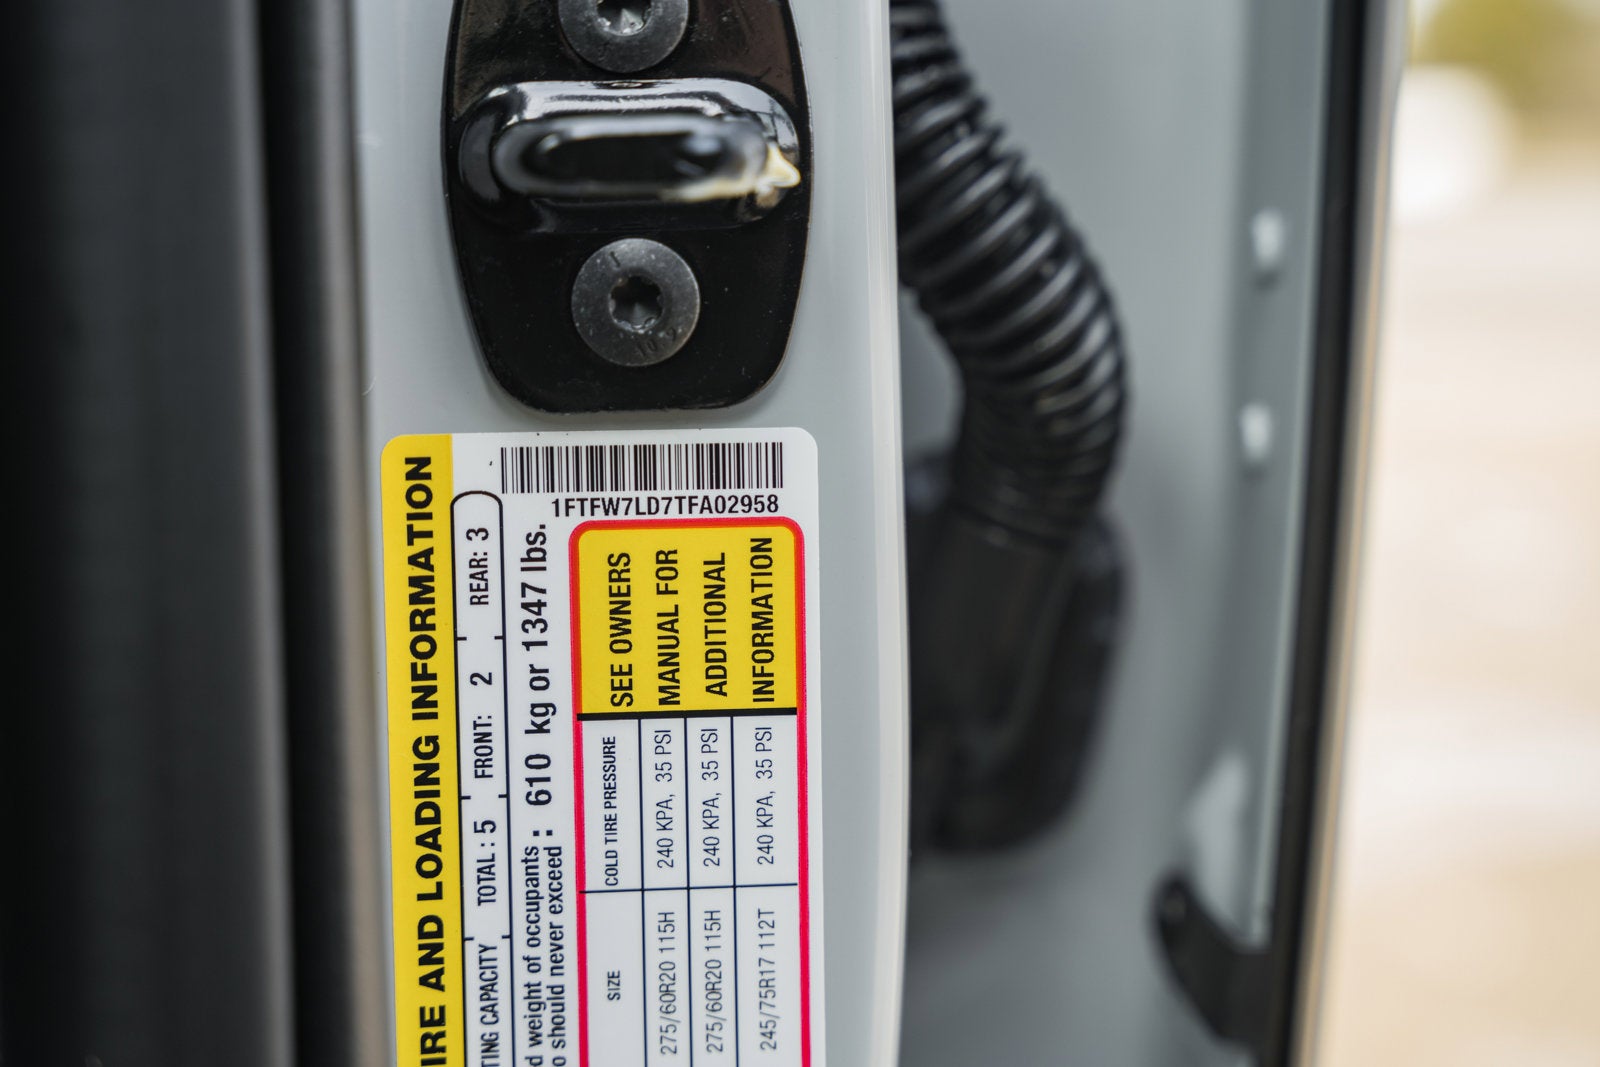 IRE AND LOADING INFORMATION
TING CAPACITY TOTAL : 5 FRONT: 2 REAR: 3
d weight of occupants : 610 kg or 1347 lbs.
o should never exceed
1FTFW7LD7TFA02958
SIZE COLD TIRE PRESSURE SEE OWNERS
275/60R20 115H 240 KPA, 35 PSI MANUAL FOR
275/60R20 115H 240 KPA, 35 PSI ADDITIONAL
245/75R17 112T 240 KPA, 35 PSI INFORMATION